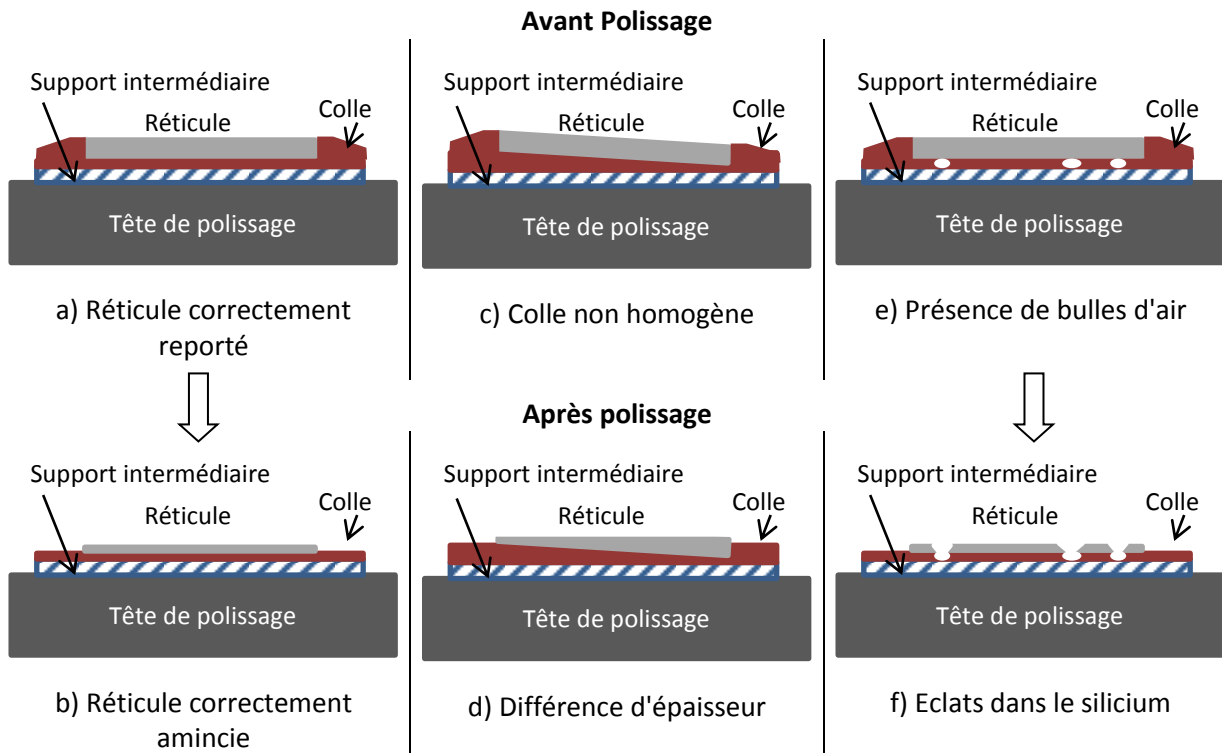 Avant Polissage
Support intermédiaire
Colle
Réticule
Tête de polissage
a) Réticule correctement
reporté
Support intermédiaire
Colle
Réticule
Tête de polissage
c) Colle non homogène
Support intermédiaire
Colle
Réticule
Tête de polissage
e) Présence de bulles d'air
Après polissage
Support intermédiaire
Colle
Réticule
Tête de polissage
b) Réticule correctement
amincie
Support intermédiaire
Colle
Réticule
Tête de polissage
d) Différence d'épaisseur
Support intermédiaire
Colle
Réticule
Tête de polissage
f) Eclats dans le silicium